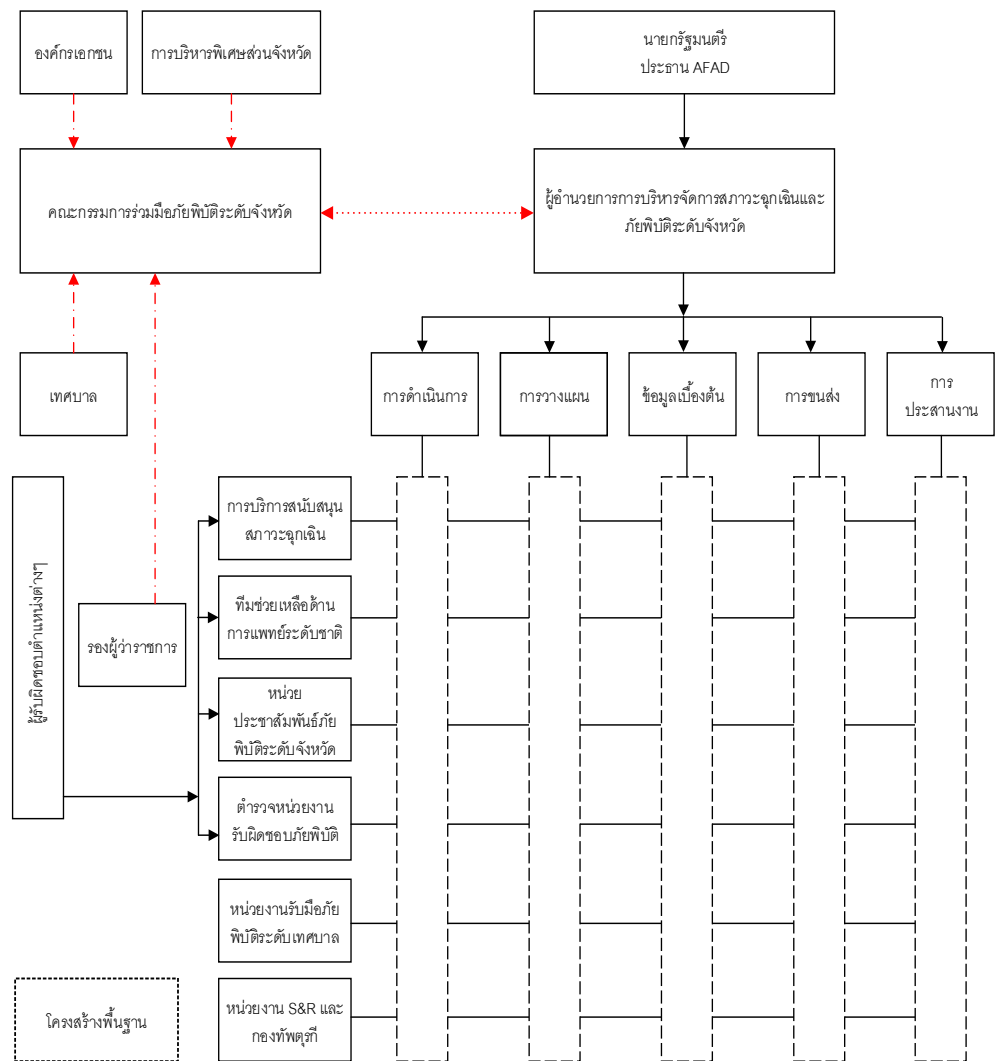 องค์กรเอกชน
การบริหารพิเศษส่วนจังหวัด
นายกรัฐมนตรี
ประธาน AFAD
คณะกรรมการร่วมมือภัยพิบัติระดับจังหวัด
ผู้อำนวยการการบริหารจัดการสภาวะฉุกเฉินและ
ภัยพิบัติระดับจังหวัด
เทศบาล
การดำเนินการ
การวางแผน
ข้อมูลเบื้องต้น
การขนส่ง
การ
ประสานงาน
ผู้รับผิดชอบตำแหน่งต่างๆ
รองผู้ว่าราชการ
การบริการสนับสนุน
สภาวะฉุกเฉิน
ทีมช่วยเหลือด้าน
การแพทย์ระดับชาติ
หน่วย
ประชาสัมพันธ์ภัย
พิบัติระดับจังหวัด
ตำรวจหน่วยงาน
รับผิดชอบภัยพิบัติ
หน่วยงานรับมือภัย
พิบัติระดับเทศบาล
หน่วยงาน S&R และ
กองทัพตุรกี
โครงสร้างพื้นฐาน